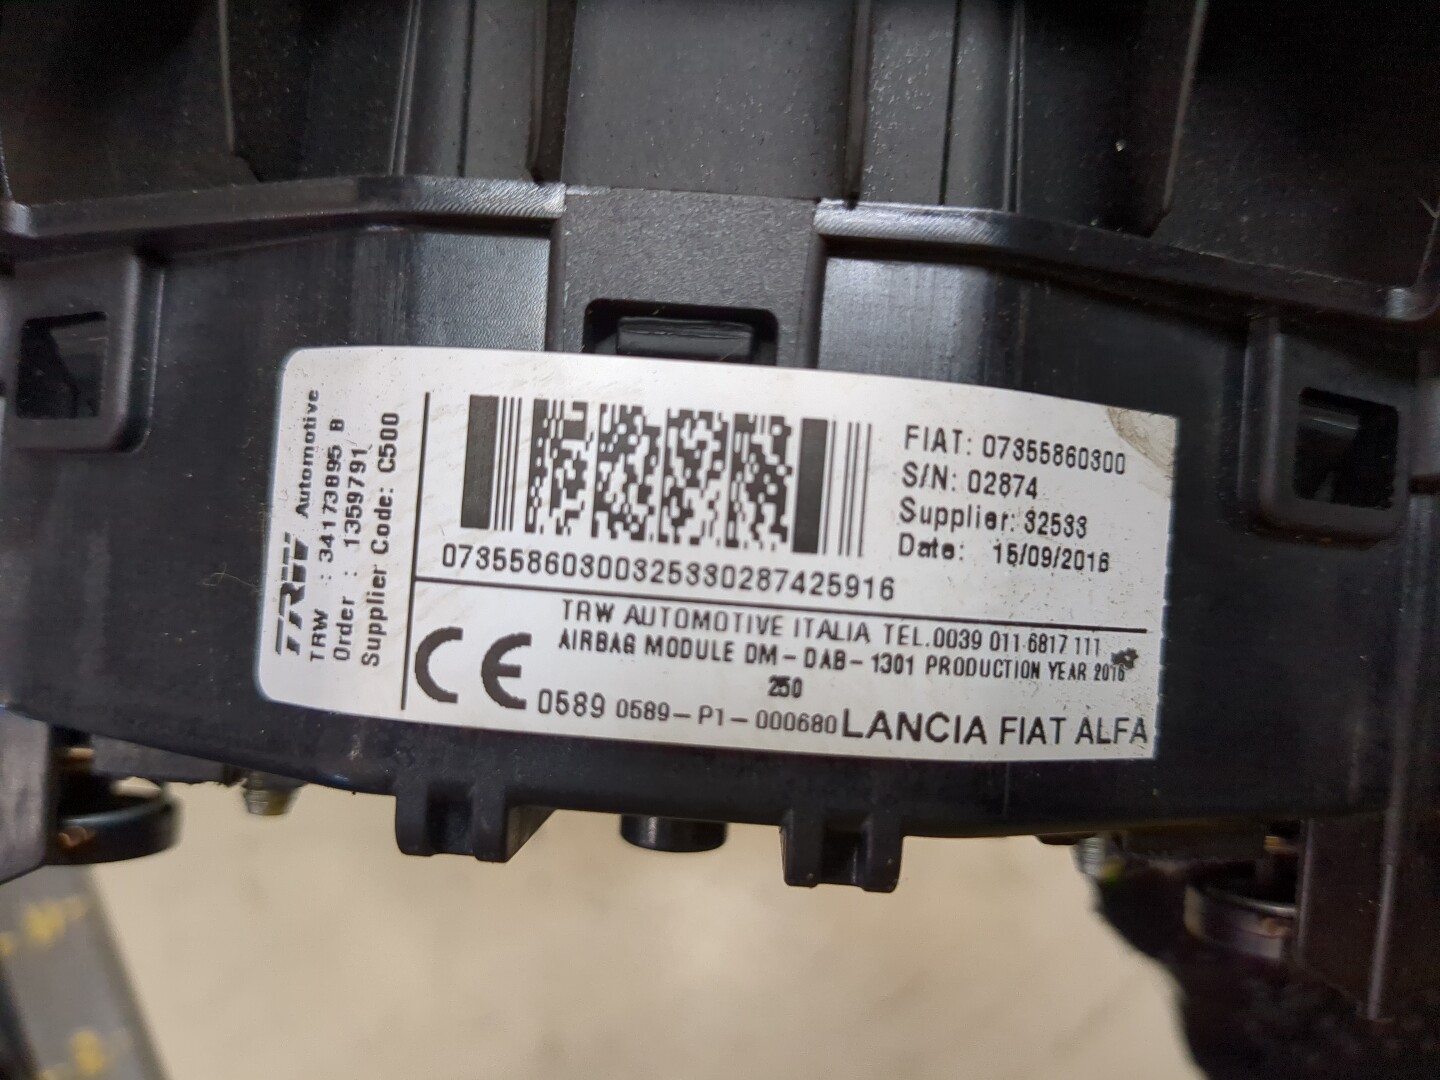 TRW Automotive
TRW : 34173895 B
Order : 1359791
Supplier Code: C500
FIAT: 07355860300
S/N: 02874
Supplier: 32533
Date: 15/09/2016
07355860300325330287425916
TRW AUTOMOTIVE ITALIA TEL.0039 011 6817 111
AIRBAG MODULE DM-DAB-1301 PRODUCTION YEAR 2016
250
CE 0589 0589-P1-000680 LANCIA FIAT ALFA